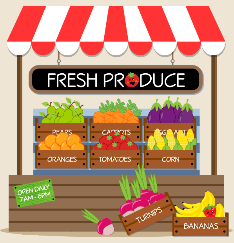 FRESH PRODUCE
PEARS
CARROTS
EGGPLANT
ORANGES
TOMATOES
CORN
OPEN DAILY
7AM - 6PM
TURNIPS
BANANAS